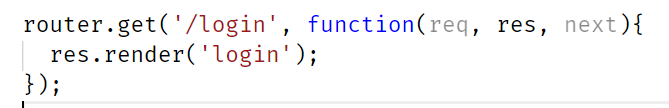 router.get('/login', function(req, res, next){
  res.render('login');
});